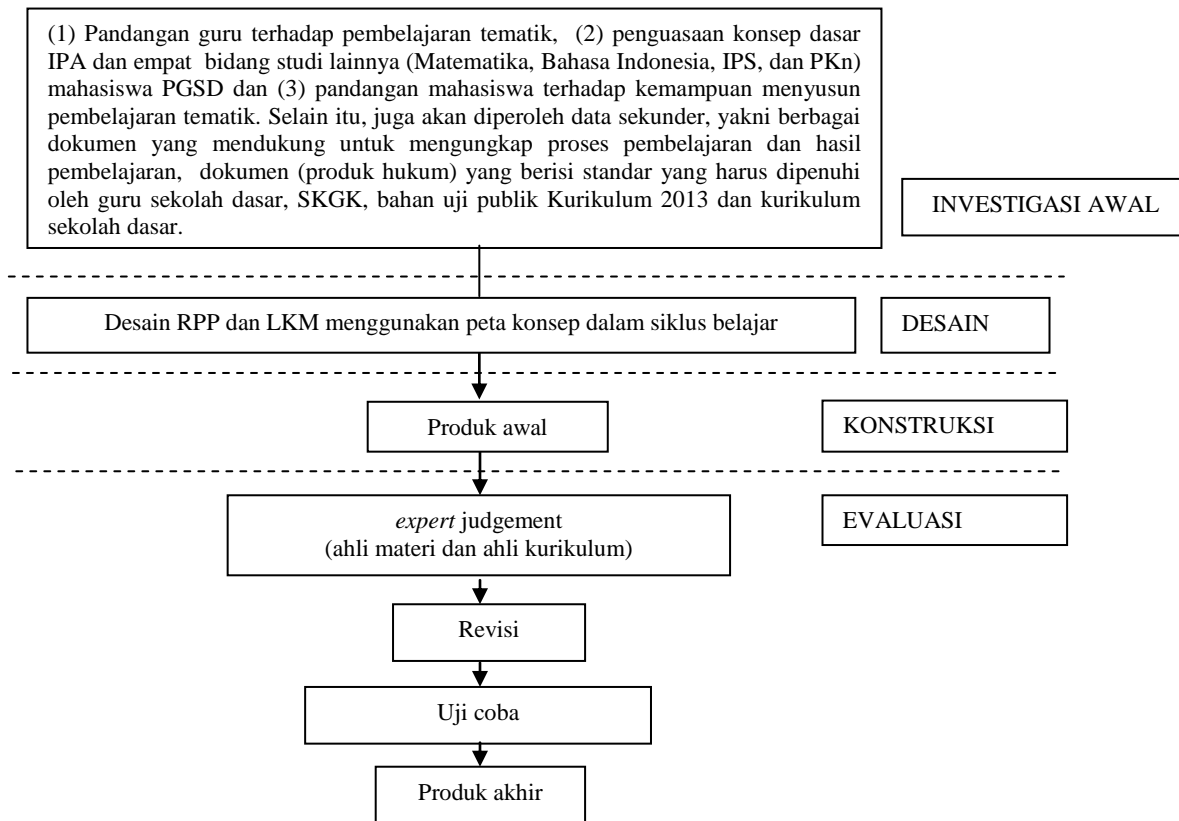 (1) Pandangan guru terhadap pembelajaran tematik, (2) penguasaan konsep dasar
IPA dan empat bidang studi lainnya (Matematika, Bahasa Indonesia, IPS, dan PKn)
mahasiswa PGSD dan (3) pandangan mahasiswa terhadap kemampuan menyusun
pembelajaran tematik. Selain itu, juga akan diperoleh data sekunder, yakni berbagai
dokumen yang mendukung untuk mengungkap proses pembelajaran dan hasil
pembelajaran, dokumen (produk hukum) yang berisi standar yang harus dipenuhi
oleh guru sekolah dasar, SKGK, bahan uji publik Kurikulum 2013 dan kurikulum
sekolah dasar.
INVESTIGASI AWAL
Desain RPP dan LKM menggunakan peta konsep dalam siklus belajar
DESAIN
Produk awal
KONSTRUKSI
expert judgement
(ahli materi dan ahli kurikulum)
EVALUASI
Revisi
Uji coba
Produk akhir